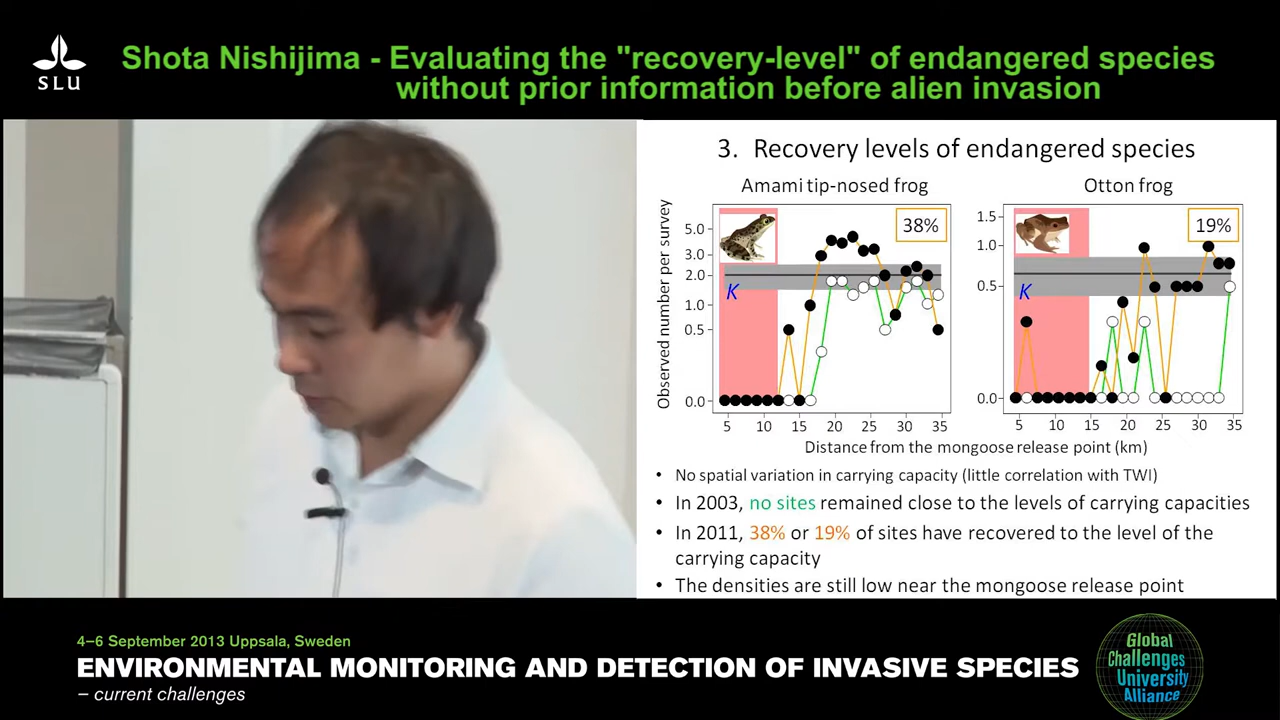 SLU
Shota Nishijima - Evaluating the "recovery-level" of endangered species
without prior information before alien invasion
3. Recovery levels of endangered species
Amami tip-nosed frog
Otton frog
Observed number per survey
5.0
3.0
2.0
1.0
0.5
0.0
38%
K
5 10 15 20 25 30 35
1.5
1.0
0.5
0.0
19%
K
5 10 15 20 25 30 35
Distance from the mongoose release point (km)
• No spatial variation in carrying capacity (little correlation with TWI)
• In 2003, no sites remained close to the levels of carrying capacities
• In 2011, 38% or 19% of sites have recovered to the level of the
carrying capacity
• The densities are still low near the mongoose release point
4–6 September 2013 Uppsala, Sweden
ENVIRONMENTAL MONITORING AND DETECTION OF INVASIVE SPECIES
– current challenges
Global
Challenges
University
Alliance